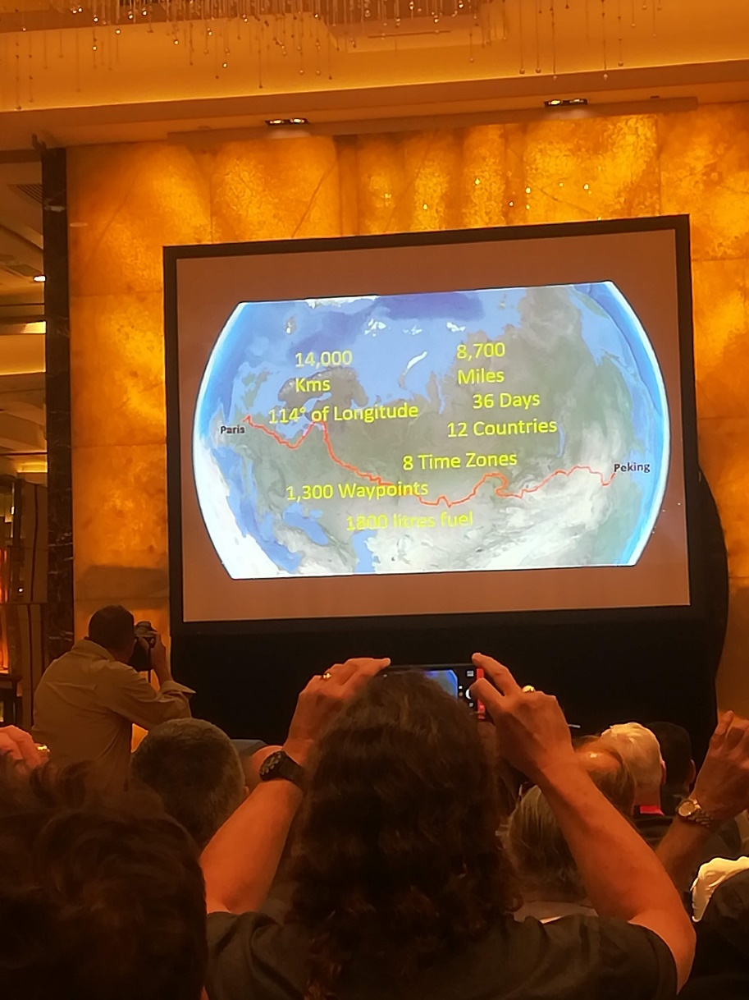 14,000
Kms
8,700
Miles
36 Days
114° of Longitude
12 Countries
Paris
8 Time Zones
Peking
1,300 Waypoints
1800 litres fuel